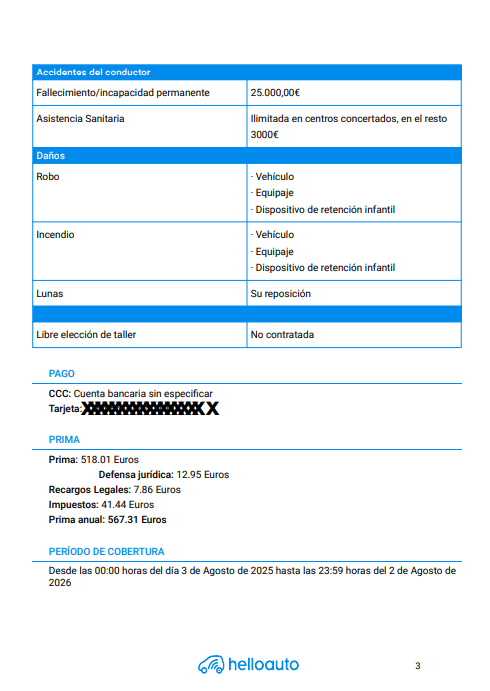 Accidentes del conductor
Fallecimiento/incapacidad permanente
25.000,00€
Asistencia Sanitaria
Ilimitada en centros concertados, en el resto
3000€
Daños
Robo
· Vehículo
· Equipaje
· Dispositivo de retención infantil
Incendio
· Vehículo
· Equipaje
· Dispositivo de retención infantil
Lunas
Su reposición
Libre elección de taller
No contratada
PAGO
CCC: Cuenta bancaria sin especificar
Tarjeta:
PRIMA
Prima: 518.01 Euros
Defensa jurídica: 12.95 Euros
Recargos Legales: 7.86 Euros
Impuestos: 41.44 Euros
Prima anual: 567.31 Euros
PERÍODO DE COBERTURA
Desde las 00:00 horas del día 3 de Agosto de 2025 hasta las 23:59 horas del 2 de Agosto de
2026
helloauto
3